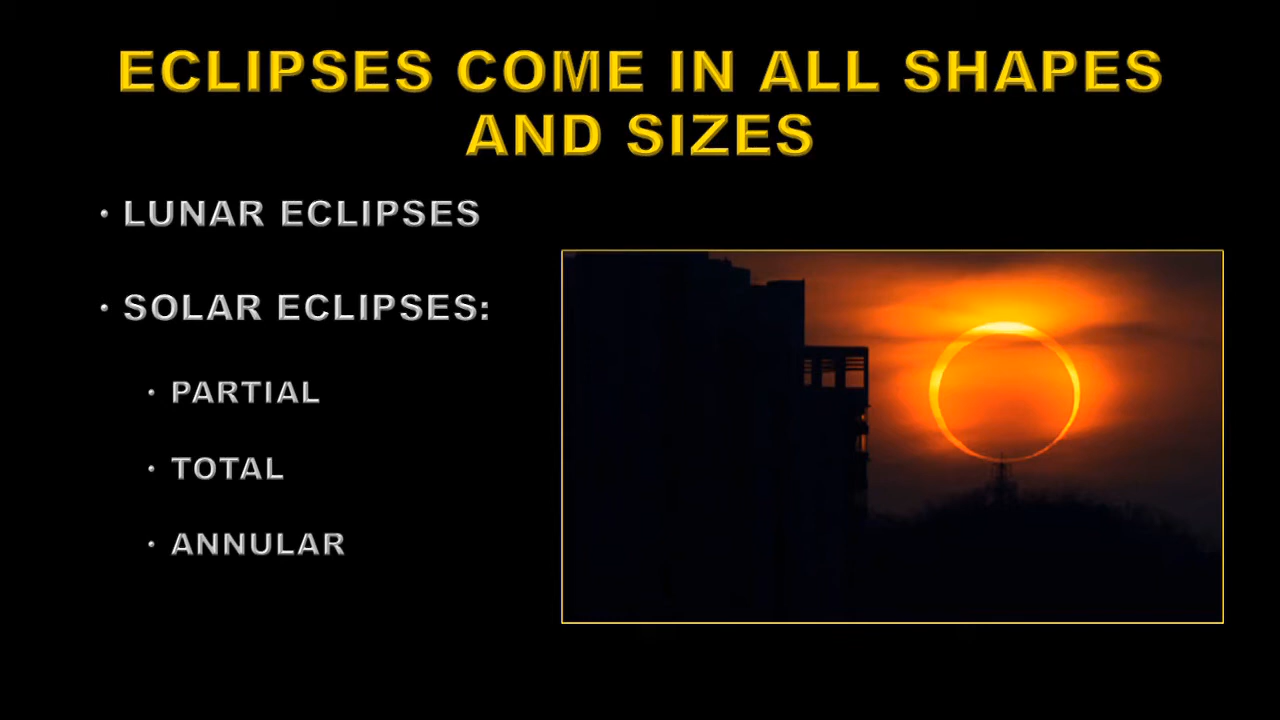 ECLIPSES COME IN ALL SHAPES
AND SIZES
• LUNAR ECLIPSES
• SOLAR ECLIPSES:
• PARTIAL
• TOTAL
• ANNULAR